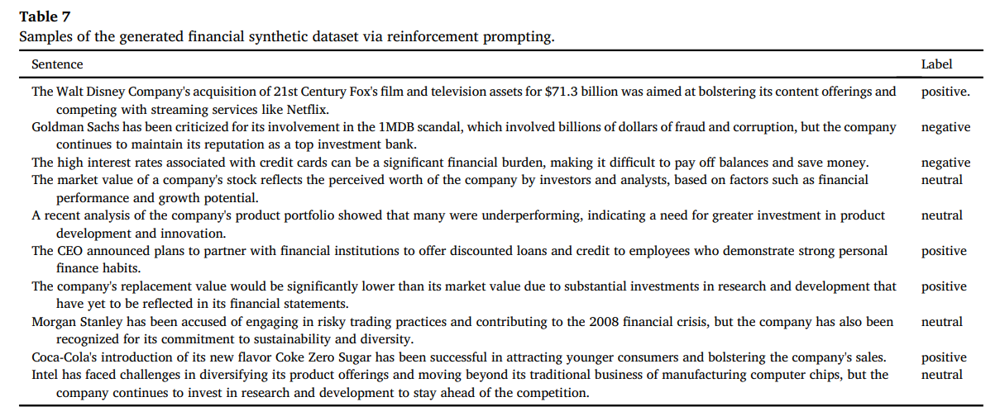 Table 7
Samples of the generated financial synthetic dataset via reinforcement prompting.
Sentence Label
The Walt Disney Company's acquisition of 21st Century Fox's film and television assets for $71.3 billion was aimed at bolstering its content offerings and positive.
competing with streaming services like Netflix.
Goldman Sachs has been criticized for its involvement in the 1MDB scandal, which involved billions of dollars of fraud and corruption, but the company negative
continues to maintain its reputation as a top investment bank.
The high interest rates associated with credit cards can be a significant financial burden, making it difficult to pay off balances and save money. negative
The market value of a company's stock reflects the perceived worth of the company by investors and analysts, based on factors such as financial neutral
performance and growth potential.
A recent analysis of the company's product portfolio showed that many were underperforming, indicating a need for greater investment in product neutral
development and innovation.
The CEO announced plans to partner with financial institutions to offer discounted loans and credit to employees who demonstrate strong personal positive
finance habits.
The company's replacement value would be significantly lower than its market value due to substantial investments in research and development that positive
have yet to be reflected in its financial statements.
Morgan Stanley has been accused of engaging in risky trading practices and contributing to the 2008 financial crisis, but the company has also been neutral
recognized for its commitment to sustainability and diversity.
Coca-Cola's introduction of its new flavor Coke Zero Sugar has been successful in attracting younger consumers and bolstering the company's sales. positive
Intel has faced challenges in diversifying its product offerings and moving beyond its traditional business of manufacturing computer chips, but the neutral
company continues to invest in research and development to stay ahead of the competition.